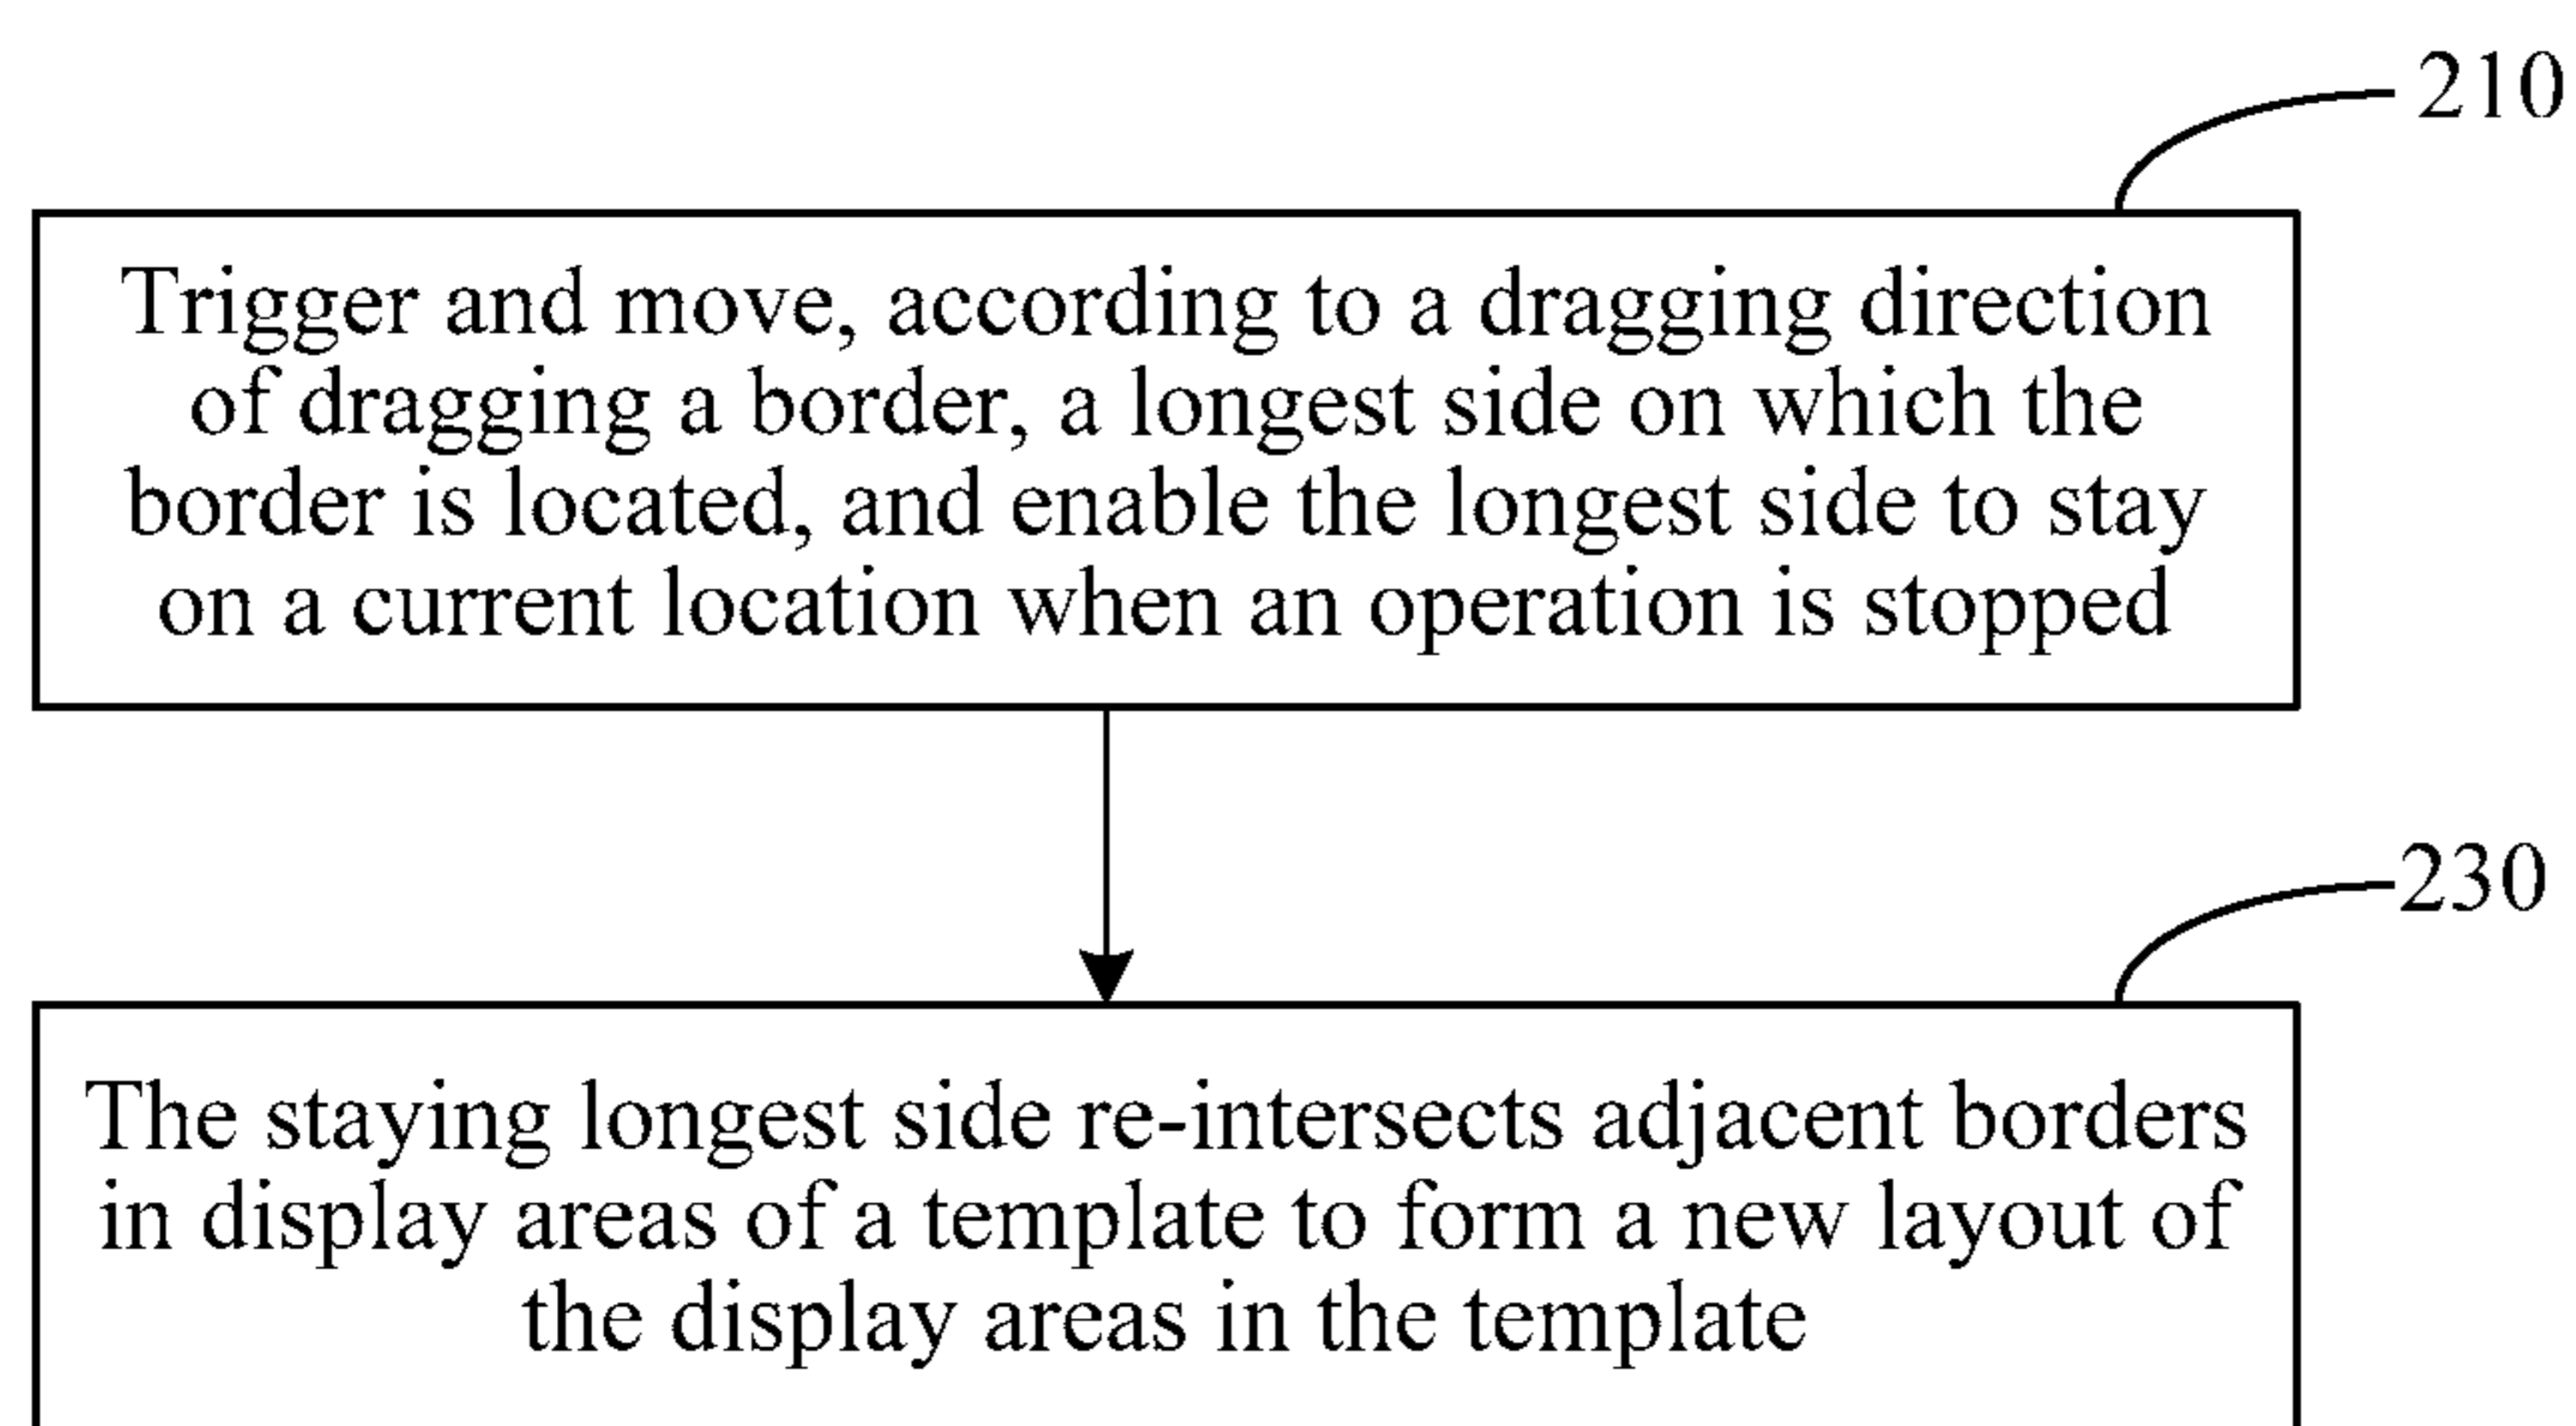 210
Trigger and move, according to a dragging direction
of dragging a border, a longest side on which the
border is located, and enable the longest side to stay
on a current location when an operation is stopped
230
The staying longest side re-intersects adjacent borders
in display areas of a template to form a new layout of
the display areas in the template